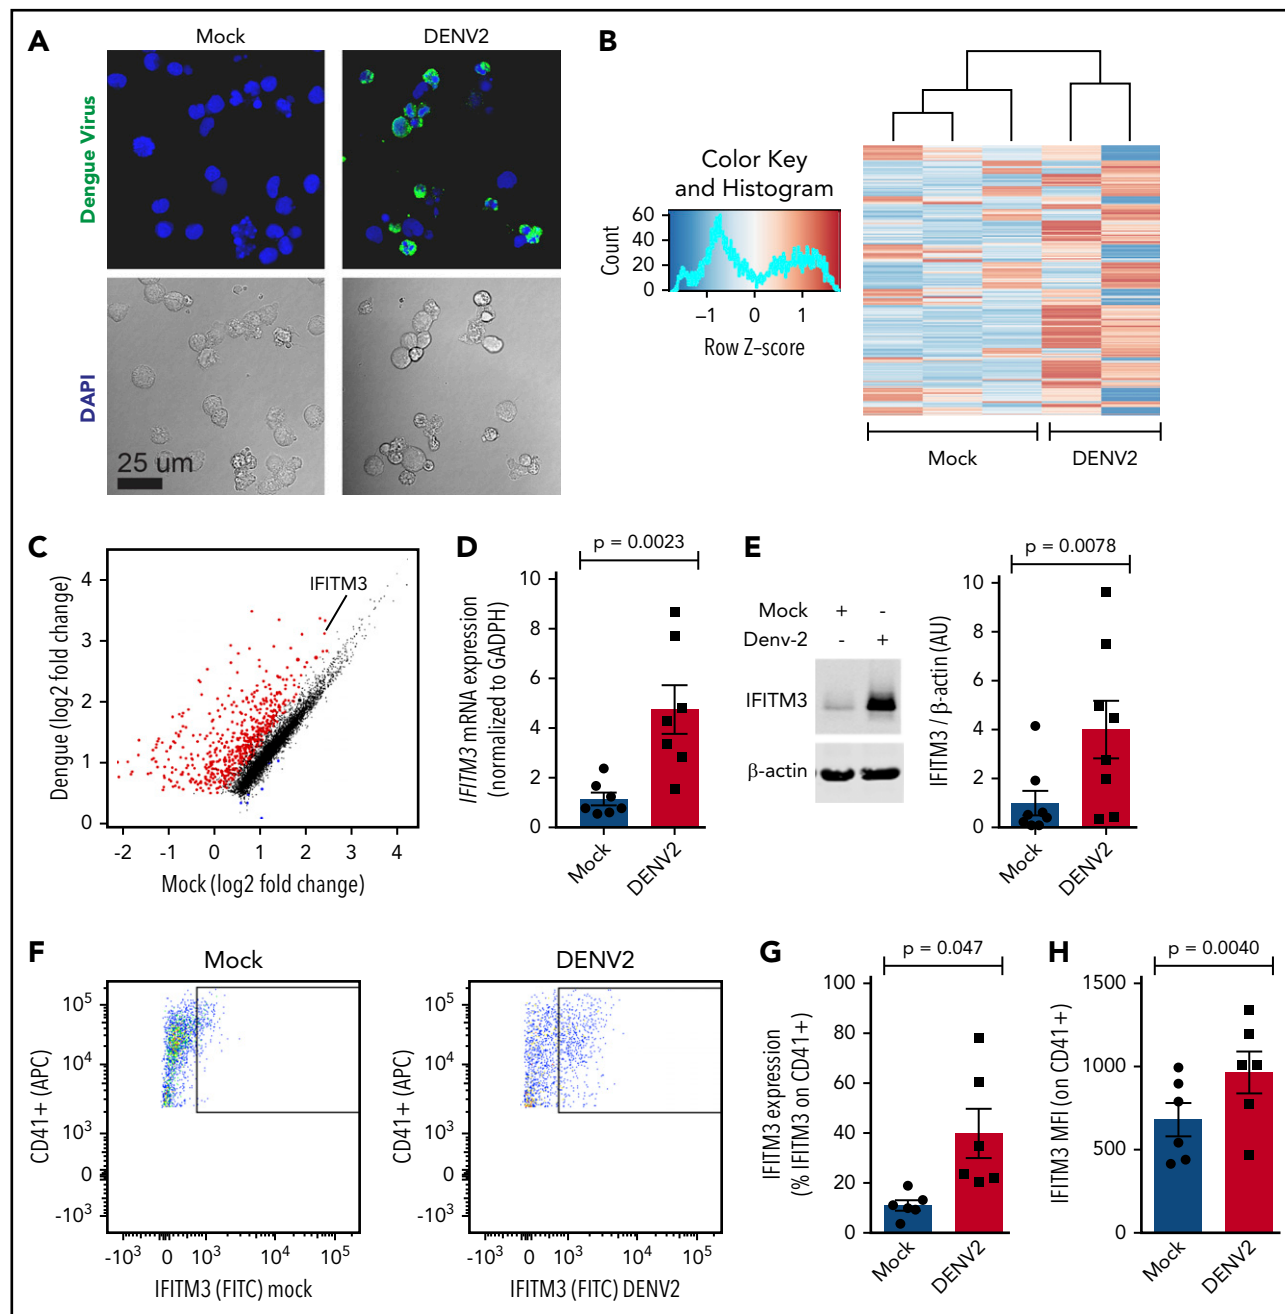 A
Mock
DENV2
Dengue Virus
DAPI
25 um
B
Color Key
and Histogram
60
40
20
0
Count
-1
0
1
Row Z-score
Mock
DENV2
C
Dengue (log2 fold change)
4
3
2
1
0
IFITM3
-2
-1
0
1
2
3
4
Mock (log2 fold change)
D
p = 0.0023
IFITM3 mRNA expression
(normalized to GADPH)
10
8
6
4
2
0
Mock
DENV2
E
Mock + -
Denv-2 - +
IFITM3
β-actin
p = 0.0078
IFITM3 / β-actin (AU)
10
8
6
4
2
0
Mock
DENV2
F
Mock
CD41+ (APC)
10⁵
10⁴
10³
0
-10³
-10³
0
10³
10⁴
10⁵
IFITM3 (FITC) mock
DENV2
CD41+ (APC)
10⁵
10⁴
10³
0
-10³
-10³
0
10³
10⁴
10⁵
IFITM3 (FITC) DENV2
G
p = 0.047
IFITM3 expression
(% IFITM3 on CD41+)
100
80
60
40
20
0
Mock
DENV2
H
p = 0.0040
IFITM3 MFI (on CD41+)
1500
1000
500
0
Mock
DENV2